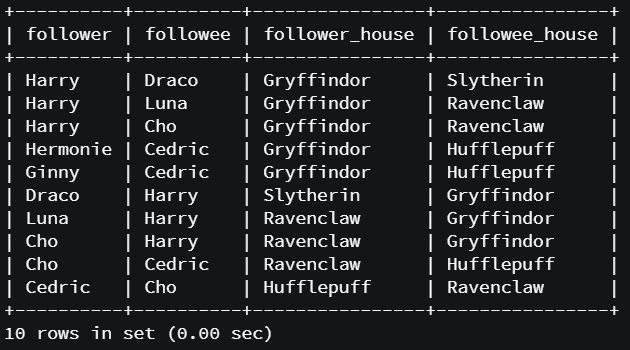 +----------+----------+----------------+----------------+
| follower | followee | follower_house | followee_house |
+----------+----------+----------------+----------------+
| Harry    | Draco    | Gryffindor     | Slytherin      |
| Harry    | Luna     | Gryffindor     | Ravenclaw      |
| Harry    | Cho      | Gryffindor     | Ravenclaw      |
| Hermonie | Cedric   | Gryffindor     | Hufflepuff     |
| Ginny    | Cedric   | Gryffindor     | Hufflepuff     |
| Draco    | Harry    | Slytherin      | Gryffindor     |
| Luna     | Harry    | Ravenclaw      | Gryffindor     |
| Cho      | Harry    | Ravenclaw      | Gryffindor     |
| Cho      | Cedric   | Ravenclaw      | Hufflepuff     |
| Cedric   | Cho      | Hufflepuff     | Ravenclaw      |
+----------+----------+----------------+----------------+
10 rows in set (0.00 sec)